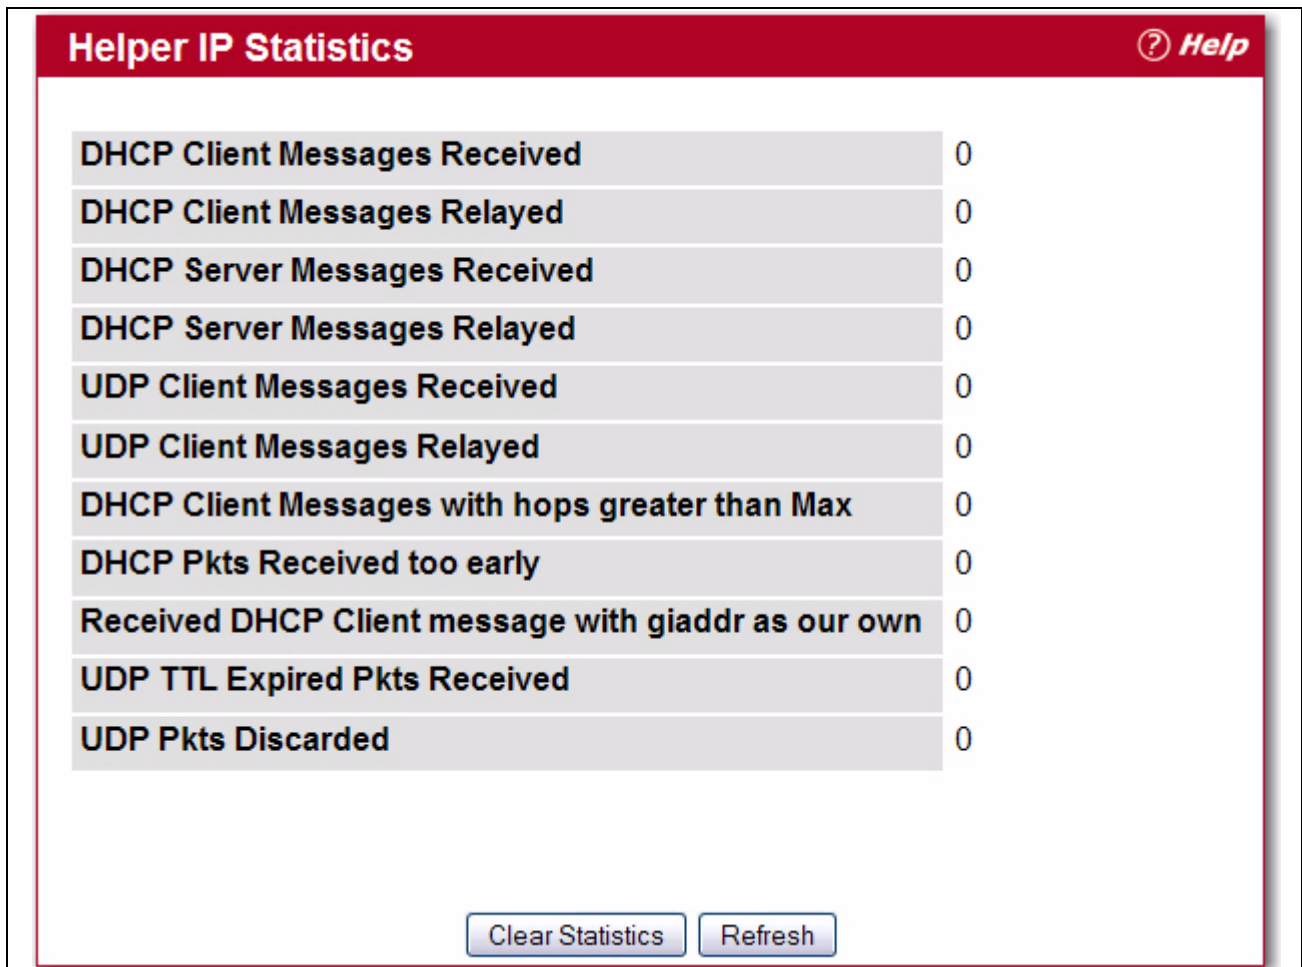 Helper IP Statistics
? Help
DHCP Client Messages Received 0
DHCP Client Messages Relayed 0
DHCP Server Messages Received 0
DHCP Server Messages Relayed 0
UDP Client Messages Received 0
UDP Client Messages Relayed 0
DHCP Client Messages with hops greater than Max 0
DHCP Pkts Received too early 0
Received DHCP Client message with giaddr as our own 0
UDP TTL Expired Pkts Received 0
UDP Pkts Discarded 0
Clear Statistics Refresh